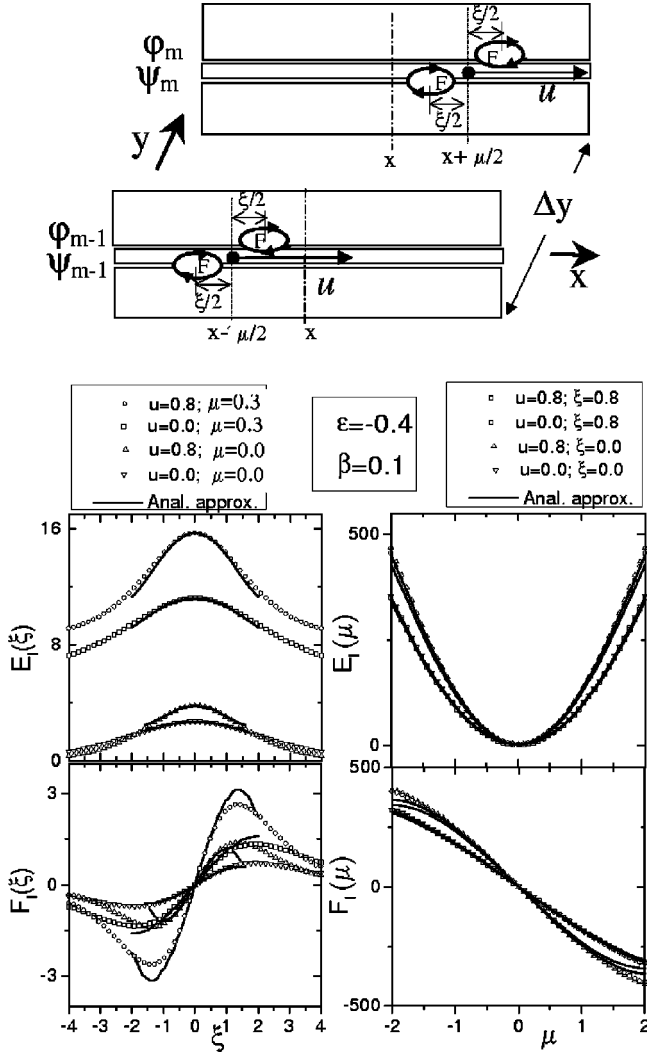 ξ/2
φm
ψm
F
F
u
ξ/2
y
x
x+ μ/2
ξ/2
Δy
φm-1
ψm-1
F
F
u
ξ/2
x
x- μ/2
x
u=0.8; μ=0.3
u=0.0; μ=0.3
u=0.8; μ=0.0
u=0.0; μ=0.0
Anal. approx.
ε=-0.4
β=0.1
u=0.8; ξ=0.8
u=0.0; ξ=0.8
u=0.8; ξ=0.0
u=0.0; ξ=0.0
Anal. approx.
16
8
0
EI(ξ)
500
0
EI(μ)
3
0
-3
FI(ξ)
500
0
-500
FI(μ)
-4 -3 -2 -1 0 1 2 3 4
ξ
-2 -1 0 1 2
μ